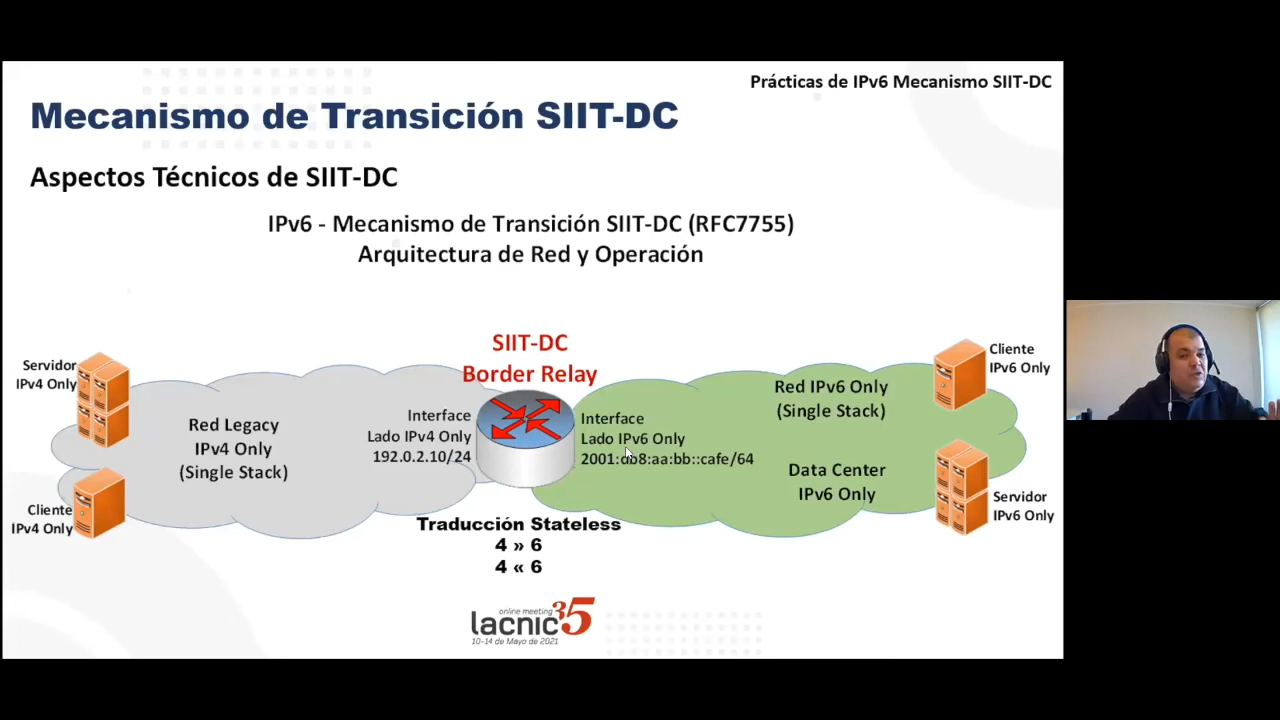 Prácticas de IPv6 Mecanismo SIIT-DC
Mecanismo de Transición SIIT-DC
Aspectos Técnicos de SIIT-DC
IPv6 - Mecanismo de Transición SIIT-DC (RFC7755)
Arquitectura de Red y Operación
SIIT-DC
Border Relay
Servidor
IPv4 Only
Red Legacy
IPv4 Only
(Single Stack)
Cliente
IPv4 Only
Interface
Lado IPv4 Only
192.0.2.10/24
Interface
Lado IPv6 Only
2001:db8:aa:bb::cafe/64
Red IPv6 Only
(Single Stack)
Data Center
IPv6 Only
Cliente
IPv6 Only
Servidor
IPv6 Only
Traducción Stateless
4 » 6
4 « 6
online meeting
lacnic 35
10-14 de Mayo de 2021